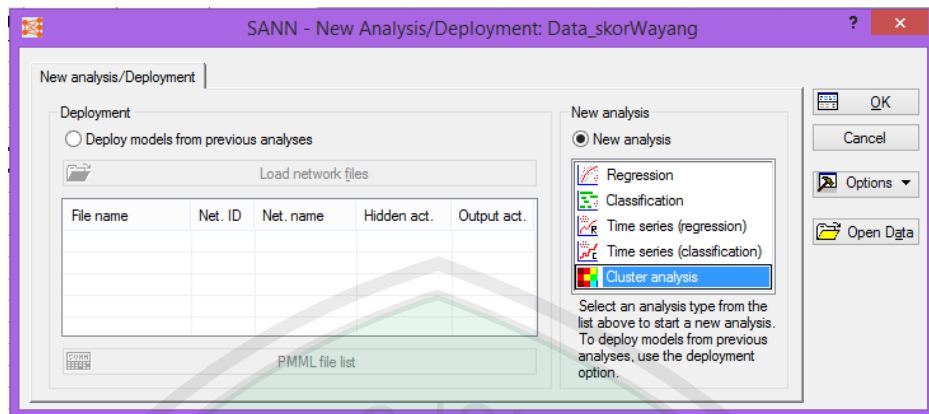 SANN - New Analysis/Deployment: Data_skorWayang
?
×
New analysis/Deployment
Deployment
Deploy models from previous analyses
Load network files
File name Net. ID Net. name Hidden act. Output act.
PMML file list
New analysis
New analysis
Regression
Classification
Time series (regression)
Time series (classification)
Cluster analysis
Select an analysis type from the
list above to start a new analysis.
To deploy models from previous
analyses, use the deployment
option.
OK
Cancel
Options
Open Data